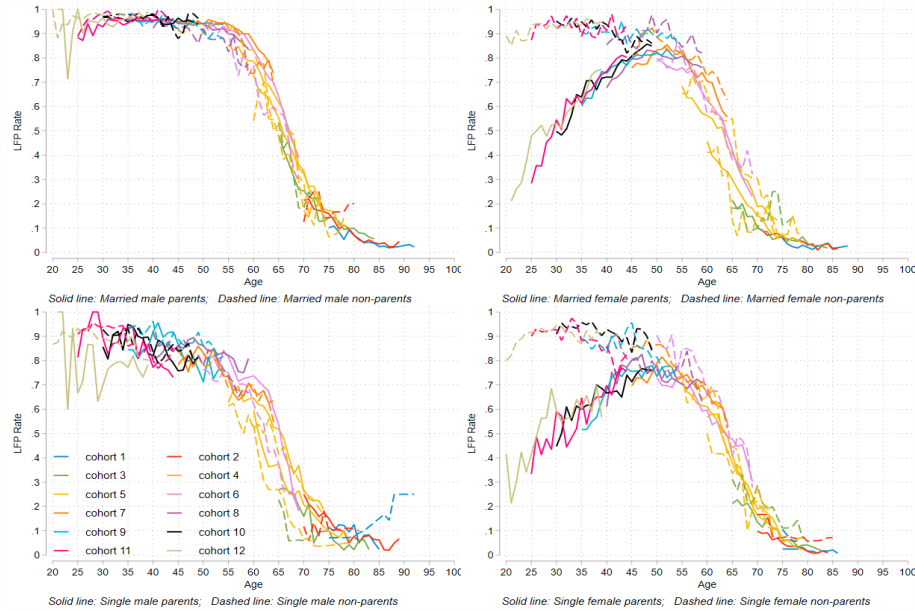 1
.9
.8
.7
.6
.5
.4
.3
.2
.1
0
LFP Rate
20 25 30 35 40 45 50 55 60 65 70 75 80 85 90 95 100
Age
Solid line: Married male parents; Dashed line: Married male non-parents
1
.9
.8
.7
.6
.5
.4
.3
.2
.1
0
LFP Rate
20 25 30 35 40 45 50 55 60 65 70 75 80 85 90 95 100
Age
Solid line: Married female parents; Dashed line: Married female non-parents
1
.9
.8
.7
.6
.5
.4
.3
.2
.1
0
LFP Rate
cohort 1 cohort 2
cohort 3 cohort 4
cohort 5 cohort 6
cohort 7 cohort 8
cohort 9 cohort 10
cohort 11 cohort 12
20 25 30 35 40 45 50 55 60 65 70 75 80 85 90 95 100
Age
Solid line: Single male parents; Dashed line: Single male non-parents
1
.9
.8
.7
.6
.5
.4
.3
.2
.1
0
LFP Rate
20 25 30 35 40 45 50 55 60 65 70 75 80 85 90 95 100
Age
Solid line: Single female parents; Dashed line: Single female non-parents